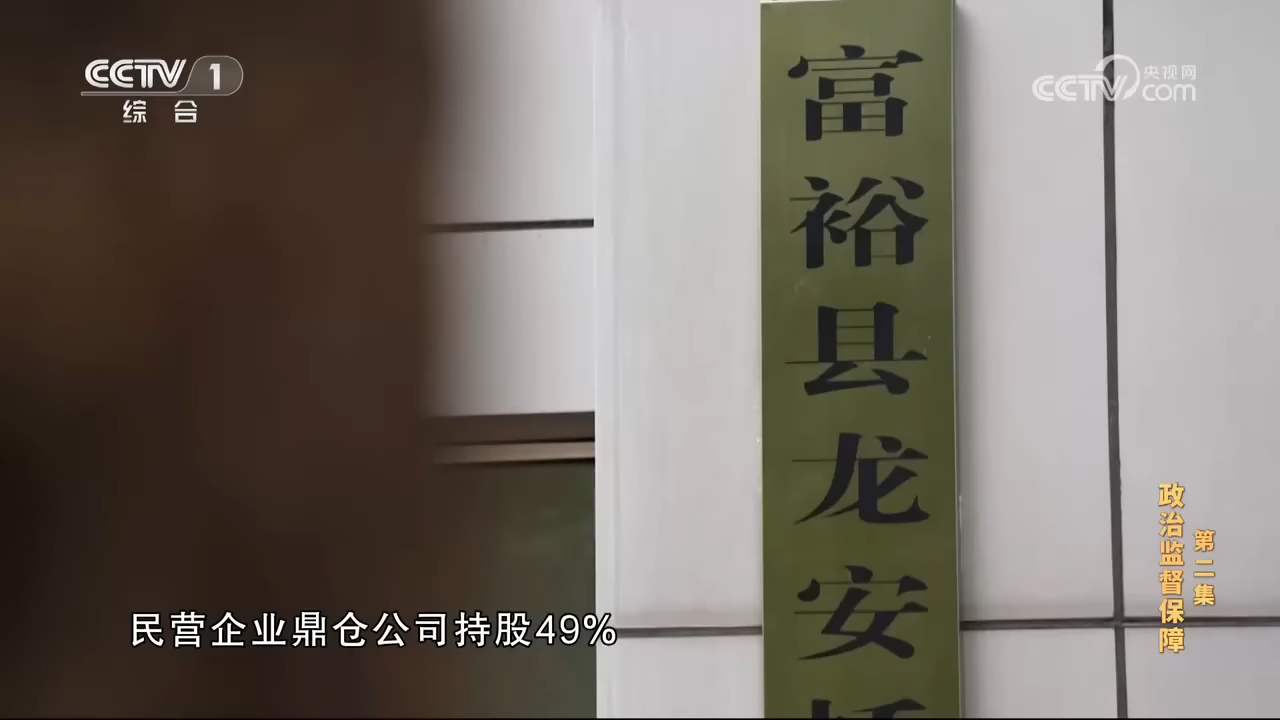 CCTV 1
综合
央视网
CCTV.com
富裕县龙安桥
第二集
政治监督保障
民营企业鼎仓公司持股49%